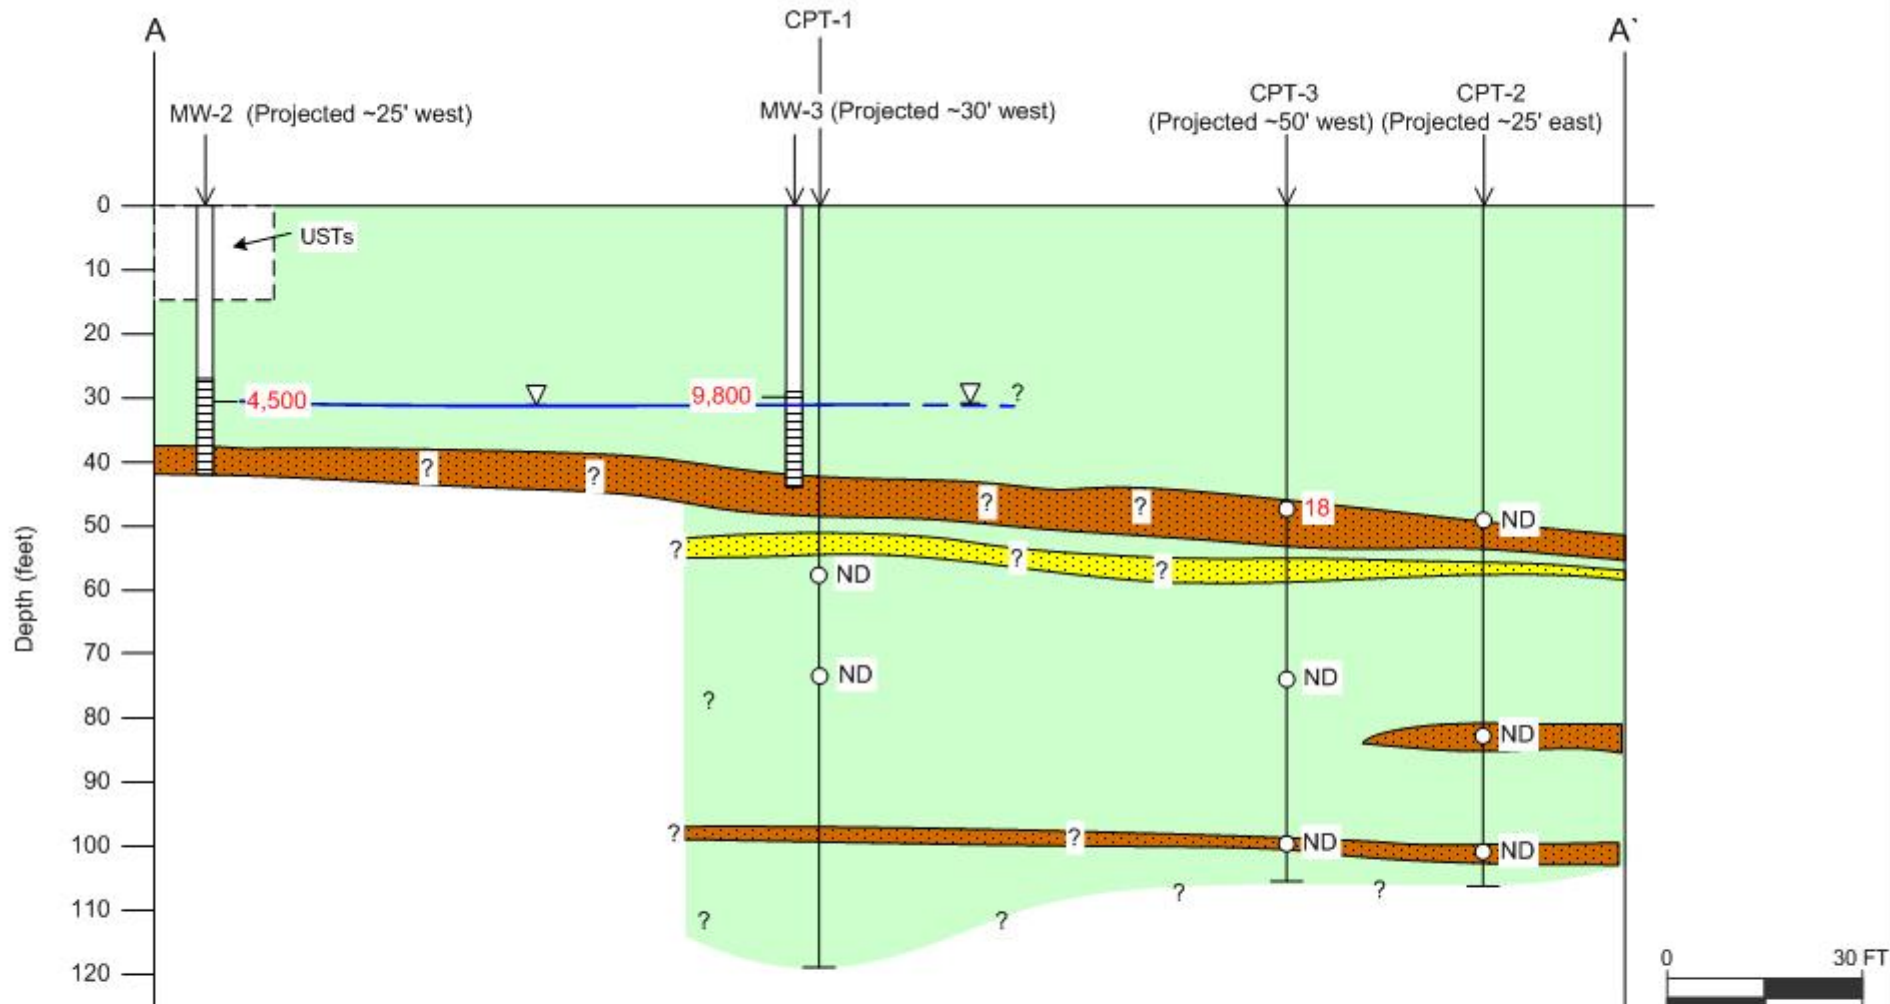 A
CPT-1
A`
MW-2 (Projected ~25' west)
MW-3 (Projected ~30' west)
CPT-3
(Projected ~50' west)
CPT-2
(Projected ~25' east)
0
USTs
10
20
30
4,500
9,800
?
40
?
?
?
?
18
ND
50
?
?
?
ND
60
Depth (feet)
70
ND
ND
?
80
ND
90
?
?
ND
ND
100
?
?
110
?
?
120
0
30 FT